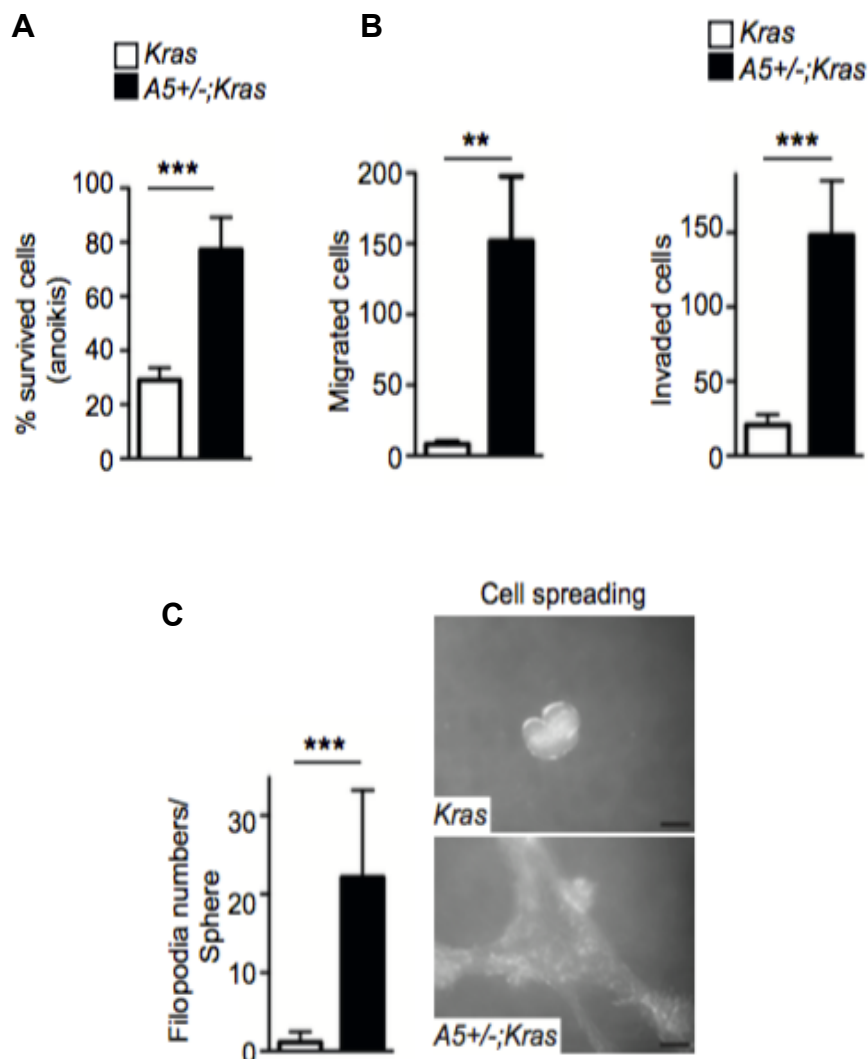 A
Kras
A5+/-;Kras
***
100
80
60
40
20
0
% survived cells
(anoikis)
B
Kras
A5+/-;Kras
**
200
150
100
50
0
Migrated cells
***
150
100
50
0
Invaded cells
C
***
30
20
10
0
Filopodia numbers/
Sphere
Cell spreading
Kras
A5+/-;Kras